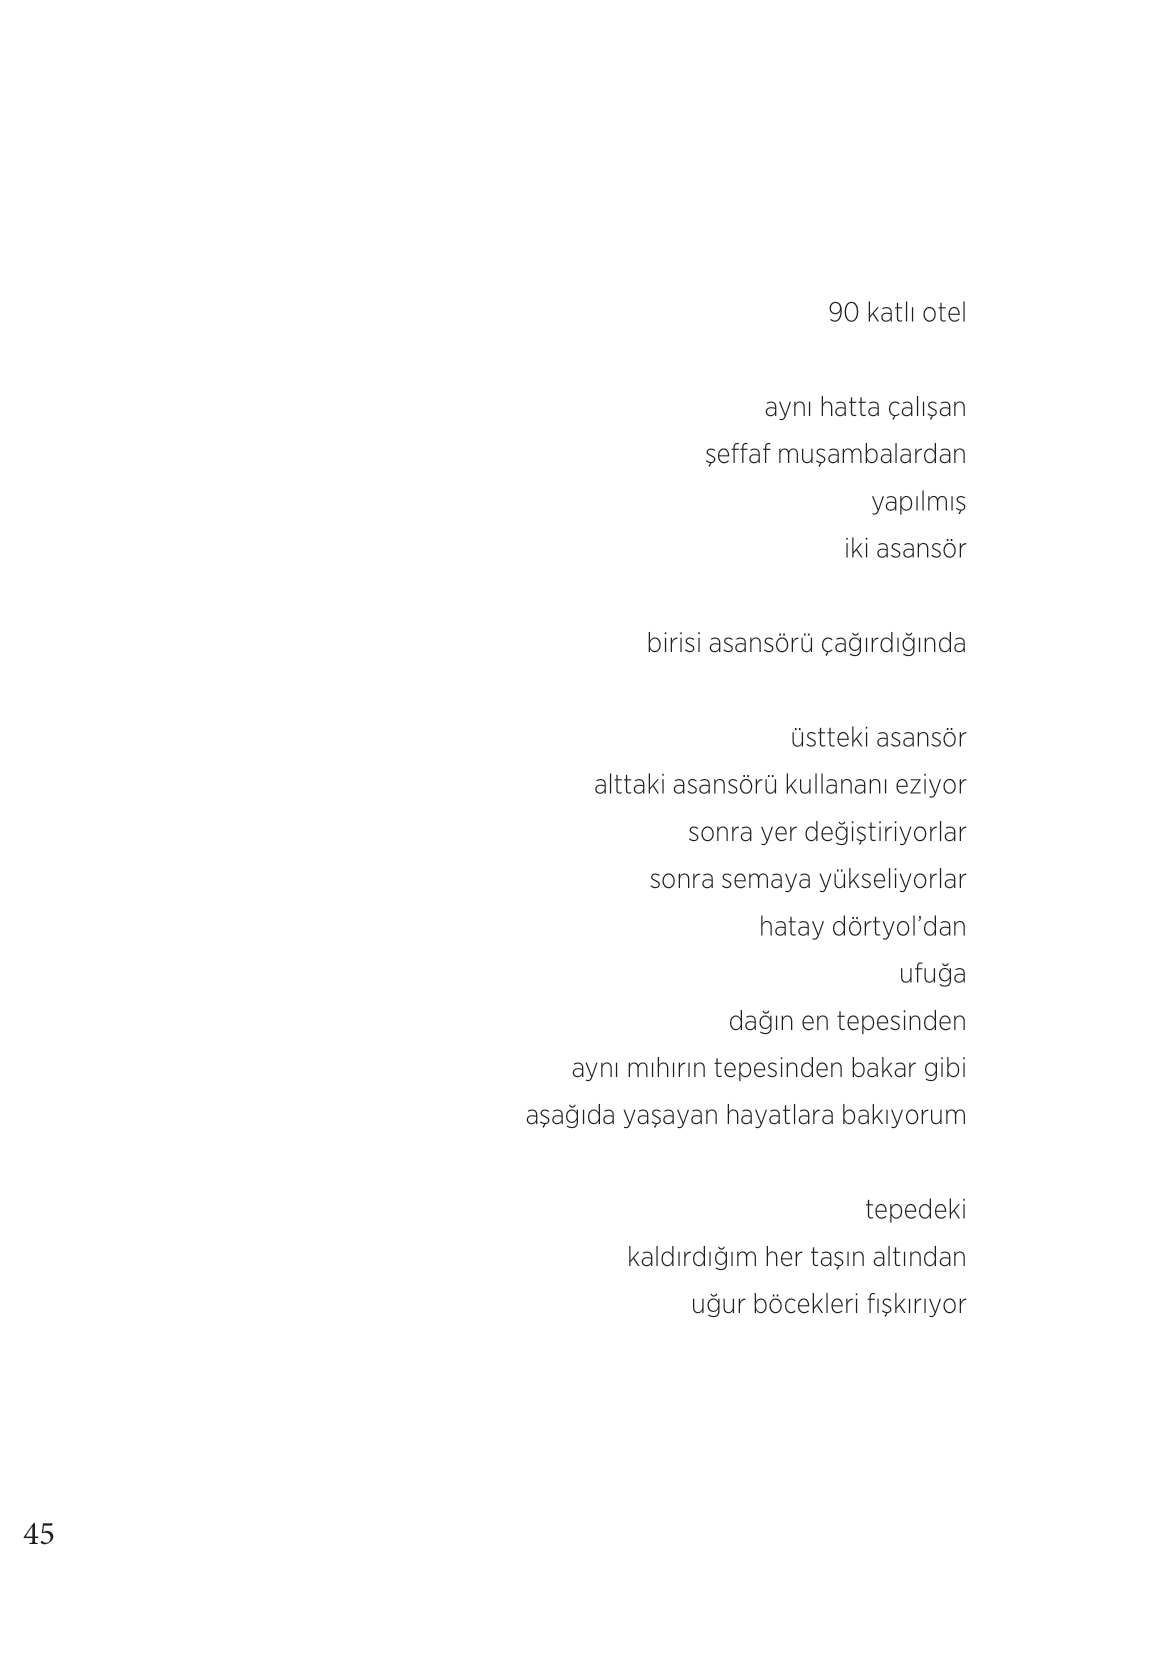 90 katlı otel
aynı hatta çalışan
şeffaf muşambalardan
yapılmış
iki asansör
birisi asansörü çağırdığında
üstteki asansör
alttaki asansörü kullananı eziyor
sonra yer değiştiriyorlar
sonra semaya yükseliyorlar
hatay dörtyol’dan
ufuğa
dağın en tepesinden
aynı mıhırın tepesinden bakar gibi
aşağıda yaşayan hayatlara bakıyorum
tepedeki
kaldırdığım her taşın altından
uğur böcekleri fışkırıyor
45